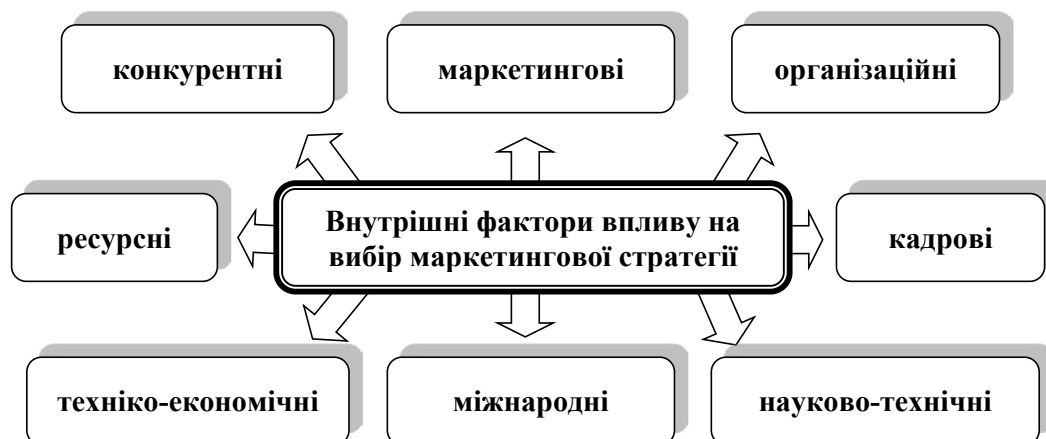 конкурентні
маркетингові
організаційні
ресурсні
Внутрішні фактори впливу на
вибір маркетингової стратегії
кадрові
техніко-економічні
міжнародні
науково-технічні